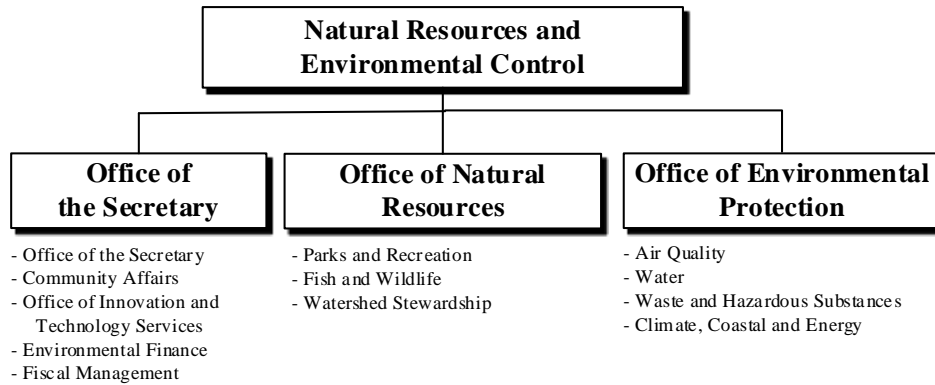 Natural Resources and
Environmental Control
Office of
the Secretary
- Office of the Secretary
- Community Affairs
- Office of Innovation and
Technology Services
- Environmental Finance
- Fiscal Management
Office of Natural
Resources
- Parks and Recreation
- Fish and Wildlife
- Watershed Stewardship
Office of Environmental
Protection
- Air Quality
- Water
- Waste and Hazardous Substances
- Climate, Coastal and Energy